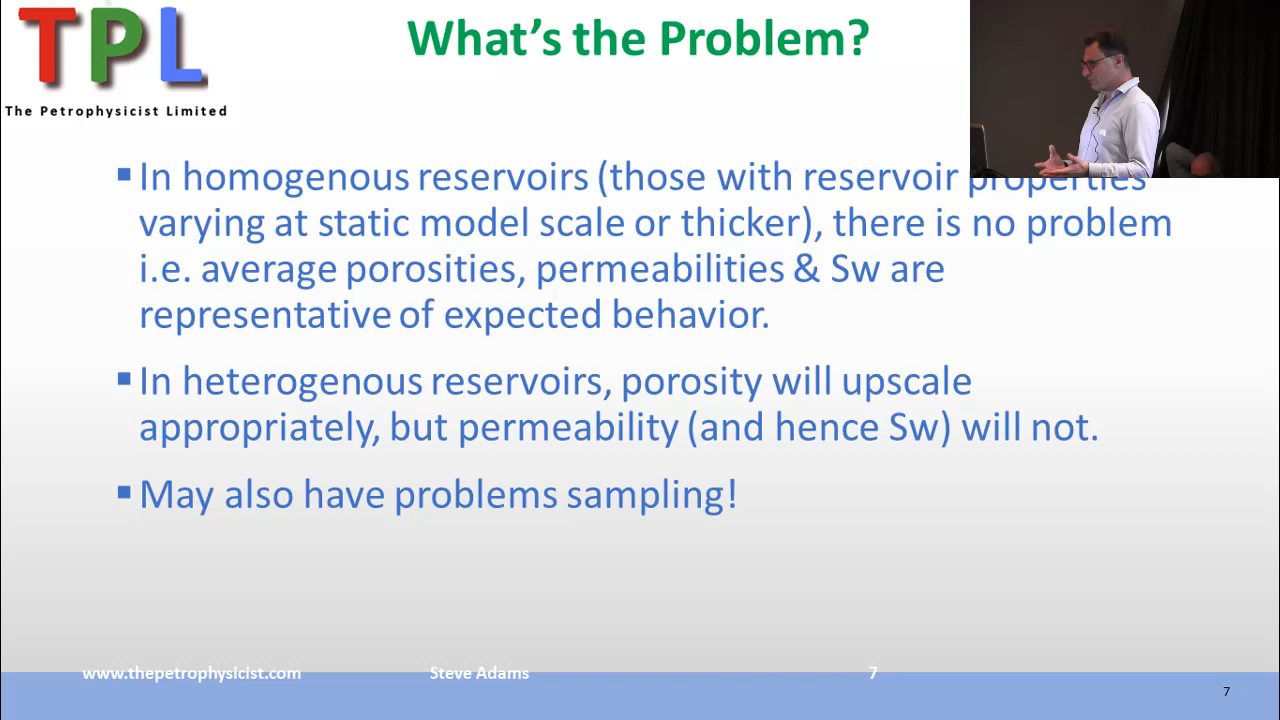 TPL
The Petrophysicist Limited
What's the Problem?
In homogenous reservoirs (those with reservoir properties
varying at static model scale or thicker), there is no problem
i.e. average porosities, permeabilities & Sw are
representative of expected behavior.
In heterogenous reservoirs, porosity will upscale
appropriately, but permeability (and hence Sw) will not.
May also have problems sampling!
www.thepetrophysicist.com Steve Adams 7
7